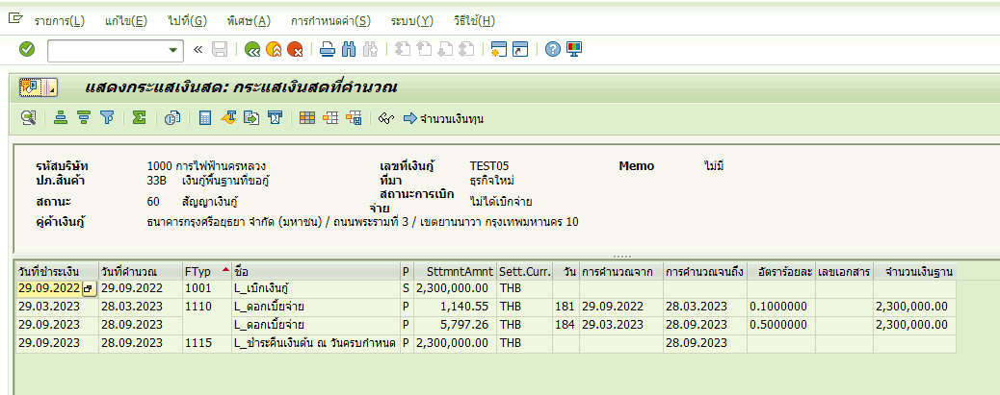 รายการ(L) แก้ไข(E) ไปที่(G) พิเศษ(A) การกำหนดค่า(S) ระบบ(Y) วิธีใช้(H)
แสดงกระแสเงินสด: กระแสเงินสดที่คำนวณ
จำนวนเงินทุน
รหัสบริษัท 1000 การไฟฟ้านครหลวง เลขที่เงินกู้ TEST05 Memo ไม่มี
ปภ.สินค้า 33B เงินกู้พื้นฐานที่ขอกู้ ที่มา ธุรกิจใหม่
สถานะ 60 สัญญาเงินกู้ สถานะการเบิกจ่าย ไม่ได้เบิกจ่าย
คู่ค้าเงินกู้ ธนาคารกรุงศรีอยุธยา จำกัด (มหาชน) / ถนนพระรามที่ 3 / เขตยานนาวา กรุงเทพมหานคร 10
วันที่ชำระเงิน วันที่คำนวณ FTyp ชื่อ P SttmntAmnt Sett.Curr. วัน การคำนวณจาก การคำนวณจนถึง อัตราร้อยละ เลขเอกสาร จำนวนเงินฐาน
29.09.2022 29.09.2022 1001 L_เบิกเงินกู้ S 2,300,000.00 THB
29.03.2023 28.03.2023 1110 L_ดอกเบี้ยจ่าย P 1,140.55 THB 181 29.09.2022 28.03.2023 0.1000000 2,300,000.00
29.09.2023 28.09.2023 L_ดอกเบี้ยจ่าย P 5,797.26 THB 184 29.03.2023 28.09.2023 0.5000000 2,300,000.00
29.09.2023 28.09.2023 1115 L_ชำระคืนเงินต้น ณ วันครบกำหนด P 2,300,000.00 THB 28.09.2023